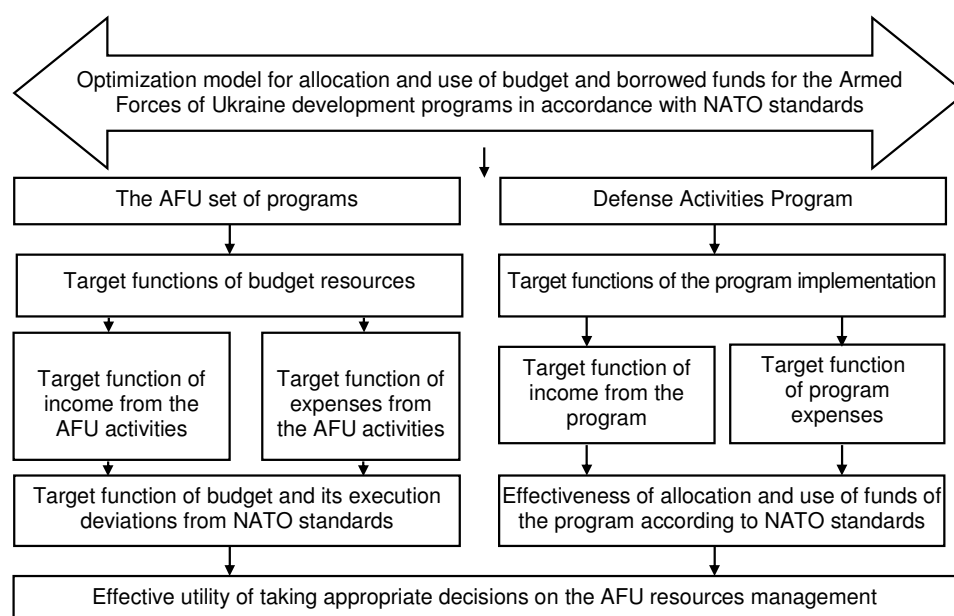 Optimization model for allocation and use of budget and borrowed funds for the Armed
Forces of Ukraine development programs in accordance with NATO standards
The AFU set of programs
Defense Activities Program
Target functions of budget resources
Target functions of the program implementation
Target function of
income from the
AFU activities
Target function of
expenses from
the AFU activities
Target function of
income from the
program
Target function
of program
expenses
Target function of budget and its execution
deviations from NATO standards
Effectiveness of allocation and use of funds of
the program according to NATO standards
Effective utility of taking appropriate decisions on the AFU resources management